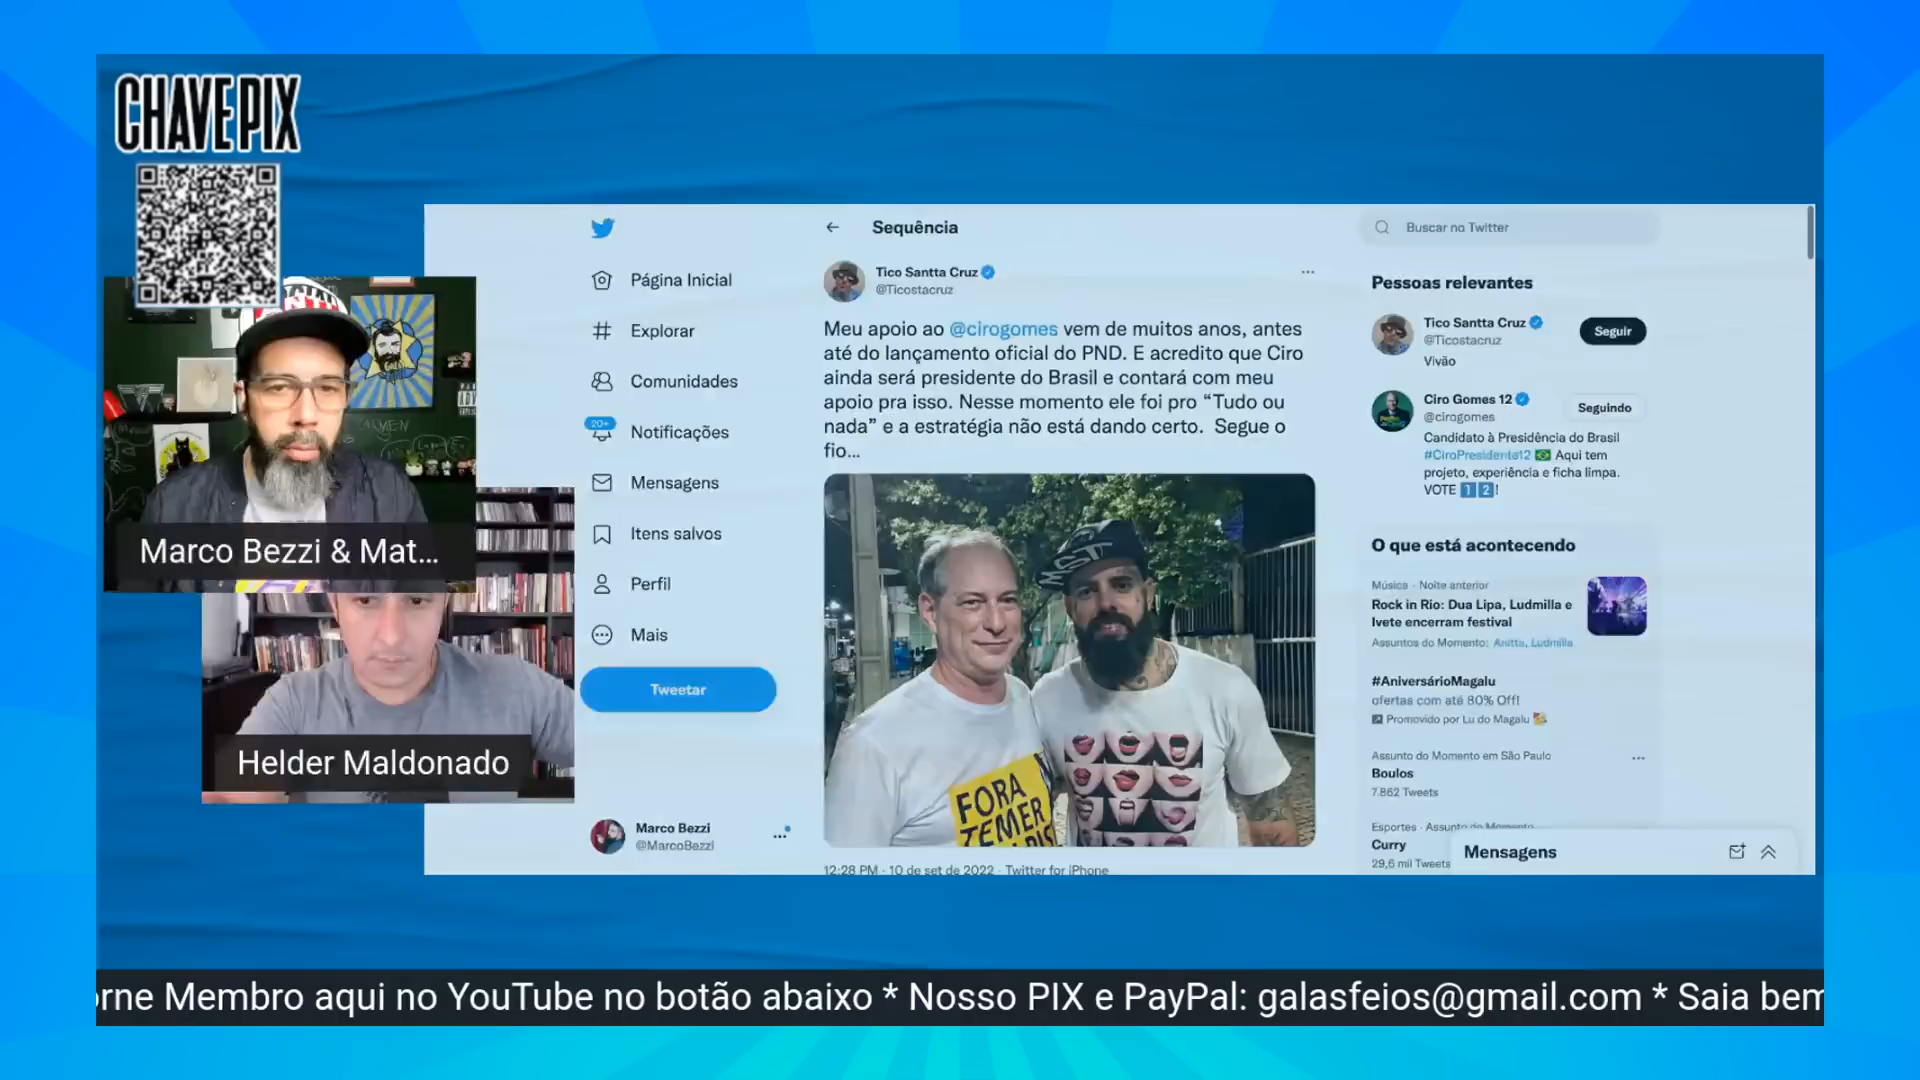 CHAVE PIX
Marco Bezzi & Mat...
Helder Maldonado
Página Inicial
Explorar
Comunidades
20+
Notificações
Mensagens
Itens salvos
Perfil
Mais
Tweetar
Marco Bezzi
@MarcoBezzi
Sequência
Tico Santta Cruz
@Ticostacruz
Meu apoio ao @cirogomes vem de muitos anos, antes
até do lançamento oficial do PND. E acredito que Ciro
ainda será presidente do Brasil e contará com meu
apoio pra isso. Nesse momento ele foi pro “Tudo ou
nada” e a estratégia não está dando certo. Segue o
fio...
MST
FORA
TEMER
12:28 PM · 10 de set de 2022 · Twitter for iPhone
Buscar no Twitter
Pessoas relevantes
Tico Santta Cruz
@Ticostacruz
Seguir
Vivão
Ciro Gomes 12
@cirogomes
Seguindo
Candidato à Presidência do Brasil
#CiroPresidente12 🇧🇷 Aqui tem
projeto, experiência e ficha limpa.
VOTE 1️⃣2️⃣!
O que está acontecendo
Música · Noite anterior
Rock in Rio: Dua Lipa, Ludmilla e
Ivete encerram festival
Assuntos do Momento: Anitta, Ludmilla
#AniversárioMagalu
ofertas com até 80% Off!
Promovido por Lu do Magalu
Assunto do Momento em São Paulo
Boulos
7.862 Tweets
Esportes · Assunto do Momento
Curry
29,6 mil Tweets
Mensagens
orne Membro aqui no YouTube no botão abaixo * Nosso PIX e PayPal: galasfeios@gmail.com * Saia bem